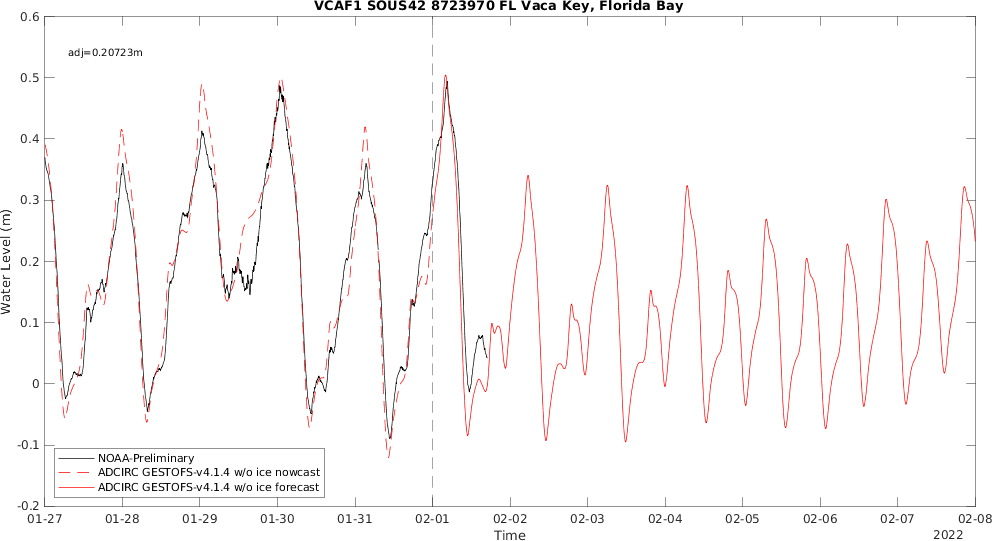 VCAF1 SOUS42 8723970 FL Vaca Key, Florida Bay
adj=0.20723m
0.6
0.5
0.4
0.3
0.2
0.1
0
-0.1
-0.2
Water Level (m)
NOAA-Preliminary
ADCIRC GESTOFS-v4.1.4 w/o ice nowcast
ADCIRC GESTOFS-v4.1.4 w/o ice forecast
01-27 01-28 01-29 01-30 01-31 02-01 02-02 02-03 02-04 02-05 02-06 02-07 02-08
Time
2022